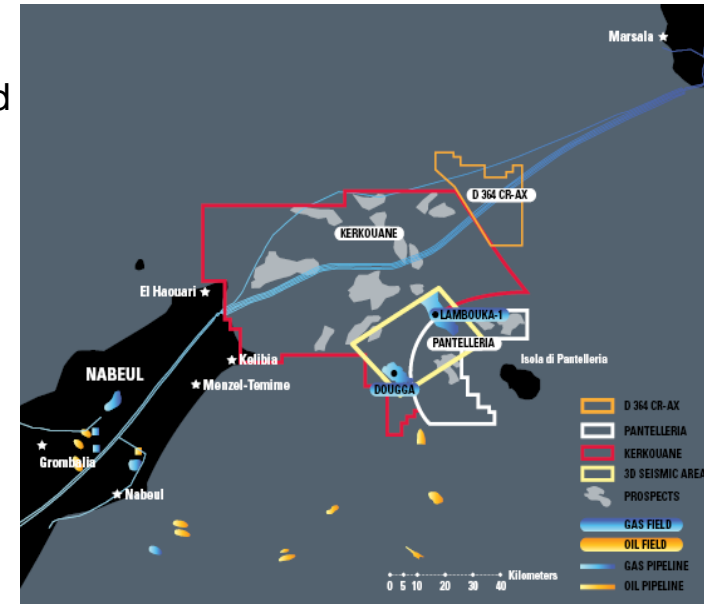 d
Marsala
D 364 CR-AX
KERKOUANE
El Haouari
LAMBOUKA-1
PANTELLERIA
Isola di Pantelleria
Kelibia
NABEUL
Menzel-Temime
DOUGGA
Grombalia
Nabeul
D 364 CR-AX
PANTELLERIA
KERKOUANE
3D SEISMIC AREA
PROSPECTS
GAS FIELD
OIL FIELD
GAS PIPELINE
OIL PIPELINE
Kilometers
0 5 10 20 30 40